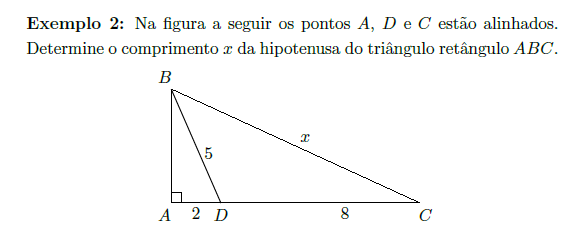 Exemplo 2: Na figura a seguir os pontos A, D e C estão alinhados.
Determine o comprimento x da hipotenusa do triângulo retângulo ABC.
B
x
5
A 2 D 8 C